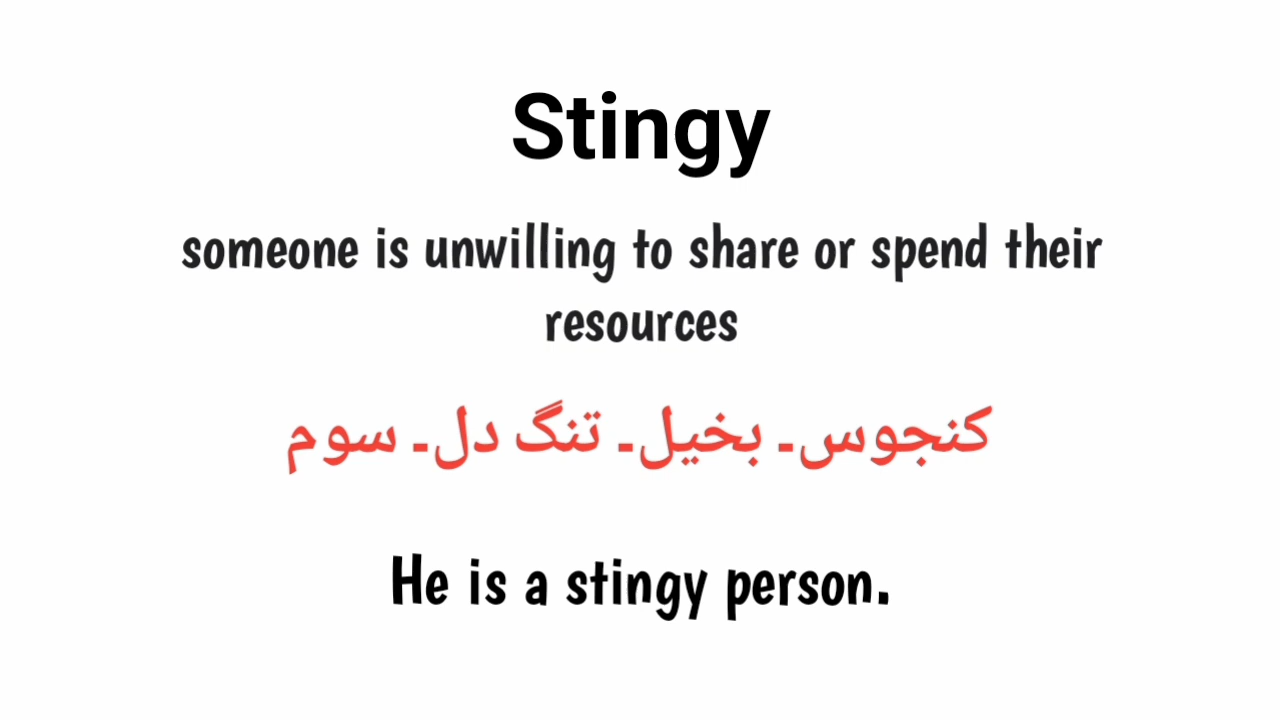 Stingy
someone is unwilling to share or spend their
resources
کنجوس۔ بخیل۔ تنگ دل۔ سوم
He is a stingy person.